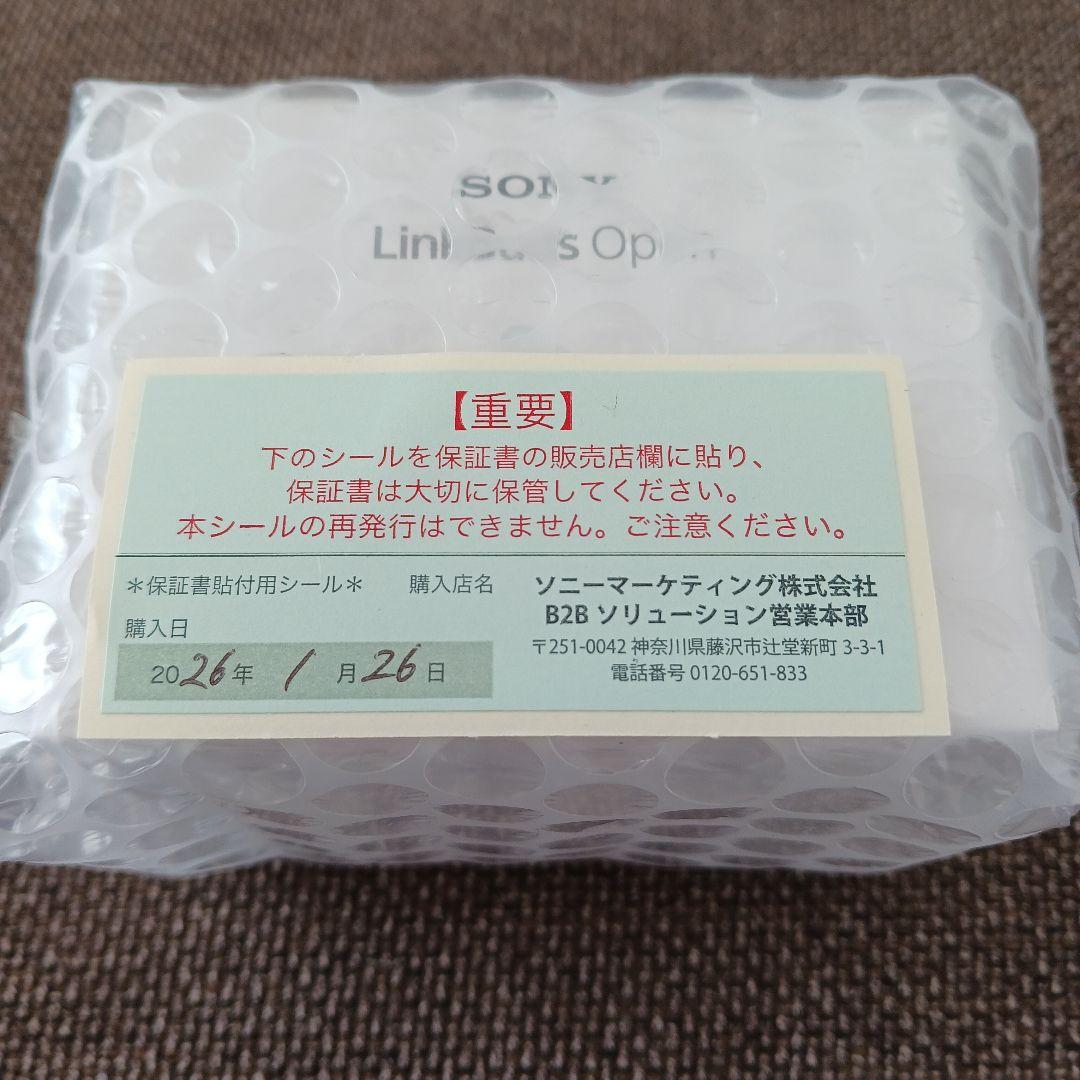 SONY
LinkBuds Open
【重要】
下のシールを保証書の販売店欄に貼り、
保証書は大切に保管してください。
本シールの再発行はできません。ご注意ください。
＊保証書貼付用シール＊ 購入店名 ソニーマーケティング株式会社
B2B ソリューション営業本部
購入日
〒251-0042 神奈川県藤沢市辻堂新町 3-3-1
2026年 1月26日
電話番号 0120-651-833